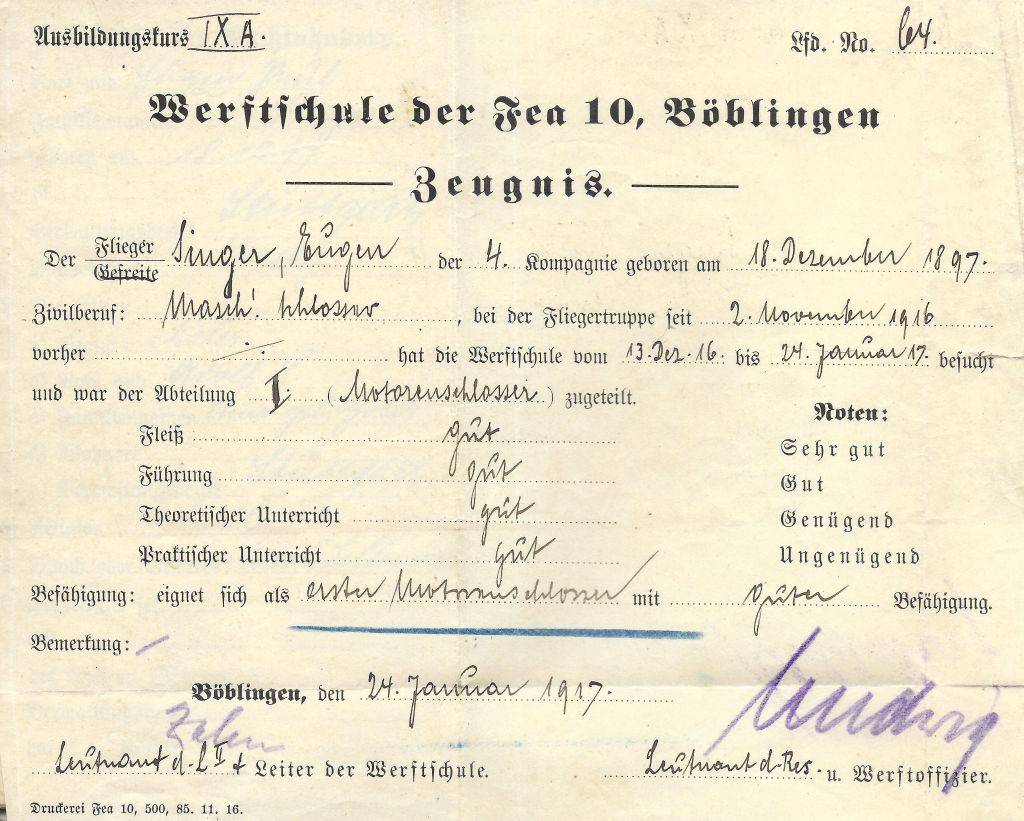 Ausbildungskurs IX A. Lfd. No. 64.
Werftschule der Fea 10, Böblingen
Zeugnis.
Der Flieger Gefreite Singer, Eugen der 4. Kompagnie geboren am 18. Dezember 1897.
Zivilberuf: Masch. Schlosser, bei der Fliegertruppe seit 2. November 1916
vorher ÷ hat die Werftschule vom 13. Dez. 16. bis 24. Januar 17. besucht
und war der Abteilung I. (Motorenschlosser) zugeteilt.
Noten:
Fleiß gut
Sehr gut
Führung gut
Gut
Theoretischer Unterricht gut
Genügend
Praktischer Unterricht gut
Ungenügend
Befähigung: eignet sich als erster Motorenschlosser mit guter Befähigung.
Bemerkung: /
Böblingen, den 24. Januar 1917.
Leutnant d. L II u. Leiter der Werftschule. Leutnant d. Res. u. Werftoffizier.
Druckerei Fea 10, 500, 85. 11. 16.